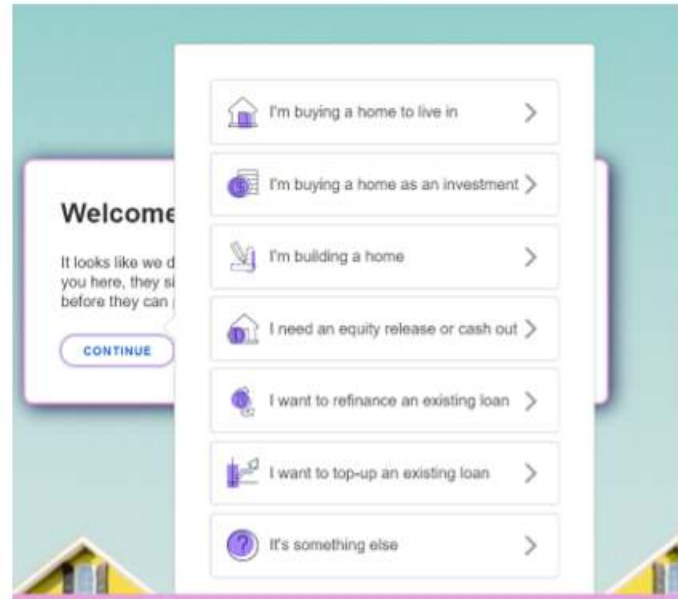 I'm buying a home to live in
I'm buying a home as an investment
Welcome
I'm building a home
It looks like we d
you here, they si
before they can
I need an equity release or cash out
CONTINUE
I want to refinance an existing loan
I want to top-up an existing loan
It's something else